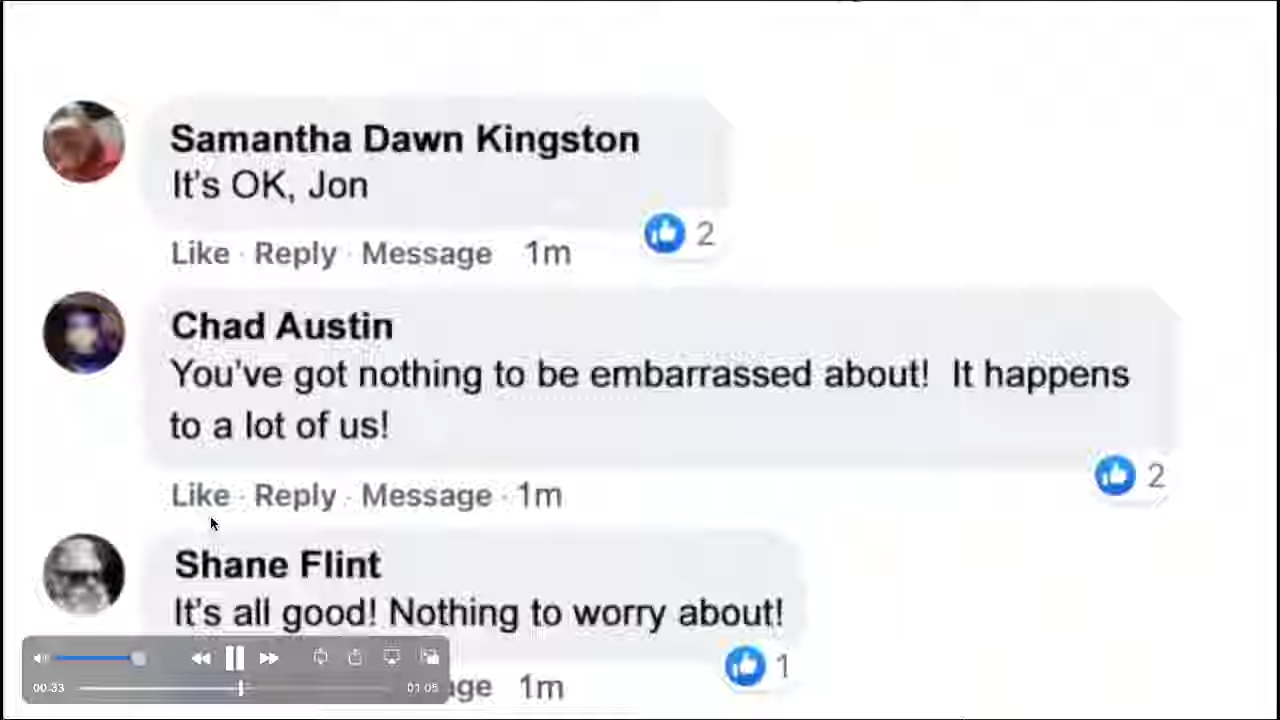 Samantha Dawn Kingston
It's OK, Jon
Like · Reply · Message 1m
2
Chad Austin
You've got nothing to be embarrassed about! It happens
to a lot of us!
2
Like · Reply · Message · 1m
Shane Flint
It's all good! Nothing to worry about!
1
age 1m
00:33
01:05